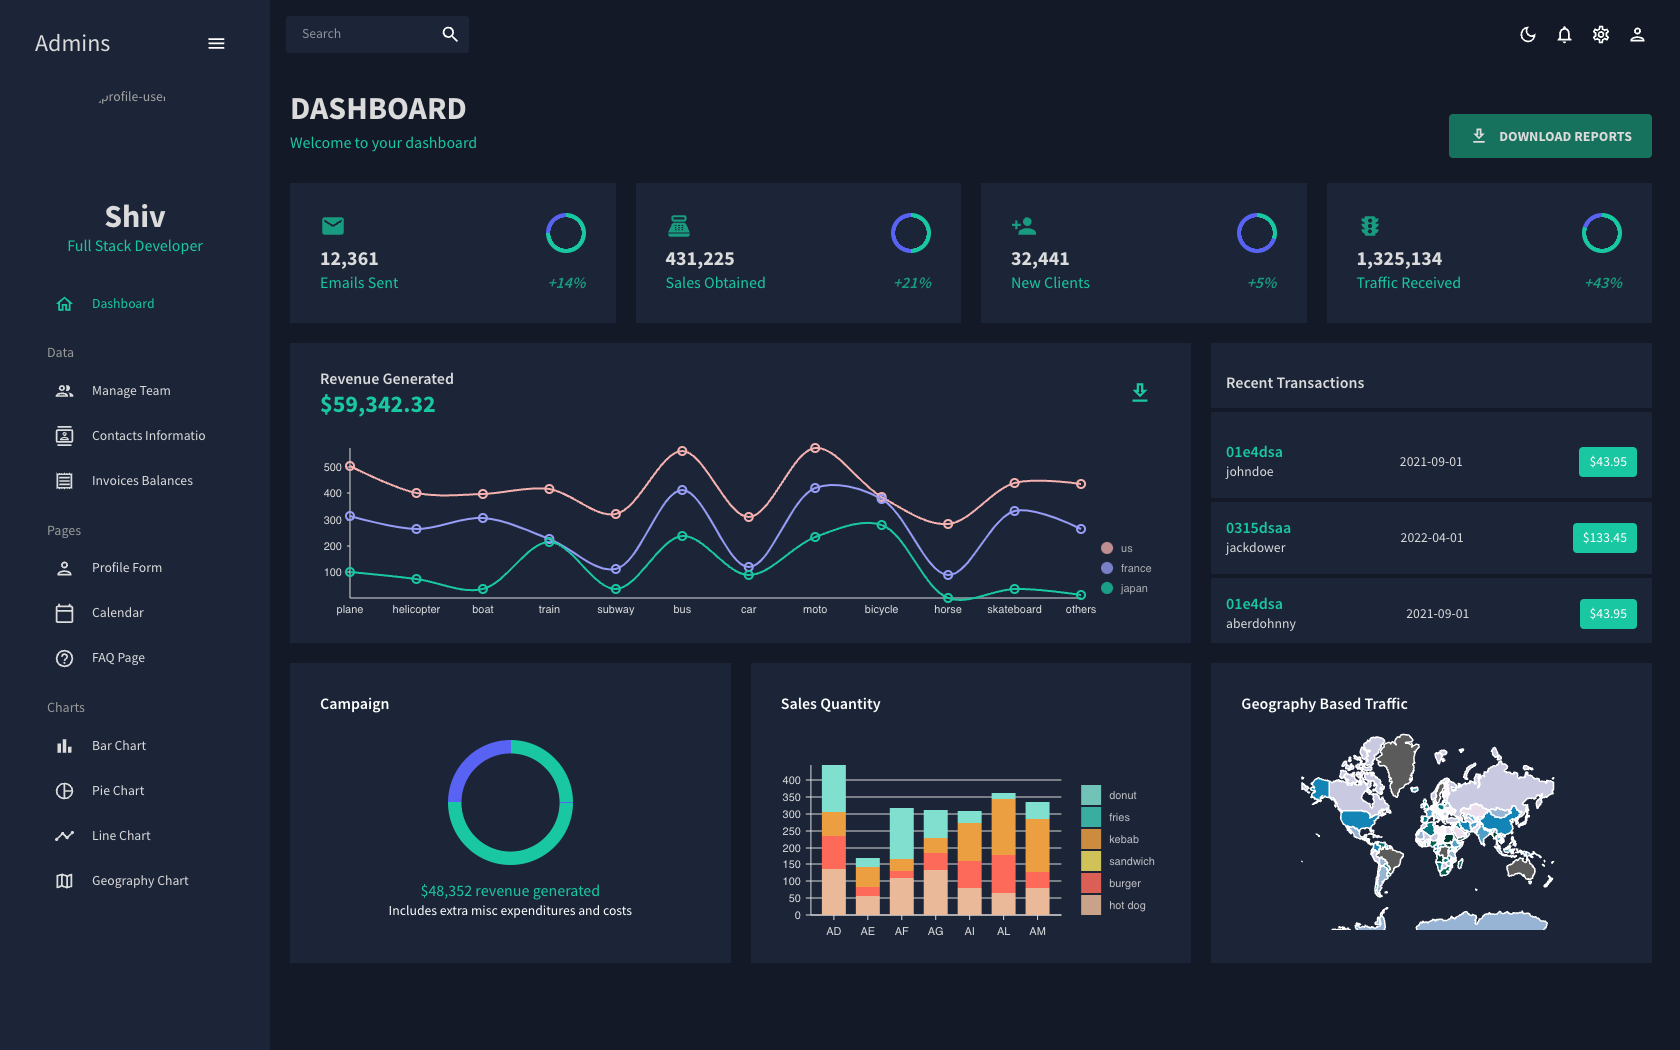 Admins
Search
profile-user
Shiv
Full Stack Developer
Dashboard
Data
Manage Team
Contacts Informatio
Invoices Balances
Pages
Profile Form
Calendar
FAQ Page
Charts
Bar Chart
Pie Chart
Line Chart
Geography Chart
DASHBOARD
Welcome to your dashboard
DOWNLOAD REPORTS
12,361
Emails Sent +14%
431,225
Sales Obtained +21%
32,441
New Clients +5%
1,325,134
Traffic Received +43%
Revenue Generated
$59,342.32
500
400
300
200
100
plane helicopter boat train subway bus car moto bicycle horse skateboard others
us
france
japan
Recent Transactions
01e4dsa
johndoe
2021-09-01
$43.95
0315dsaa
jackdower
2022-04-01
$133.45
01e4dsa
aberdohnny
2021-09-01
$43.95
Campaign
$48,352 revenue generated
Includes extra misc expenditures and costs
Sales Quantity
400
350
300
250
200
150
100
50
0
AD AE AF AG AI AL AM
donut
fries
kebab
sandwich
burger
hot dog
Geography Based Traffic